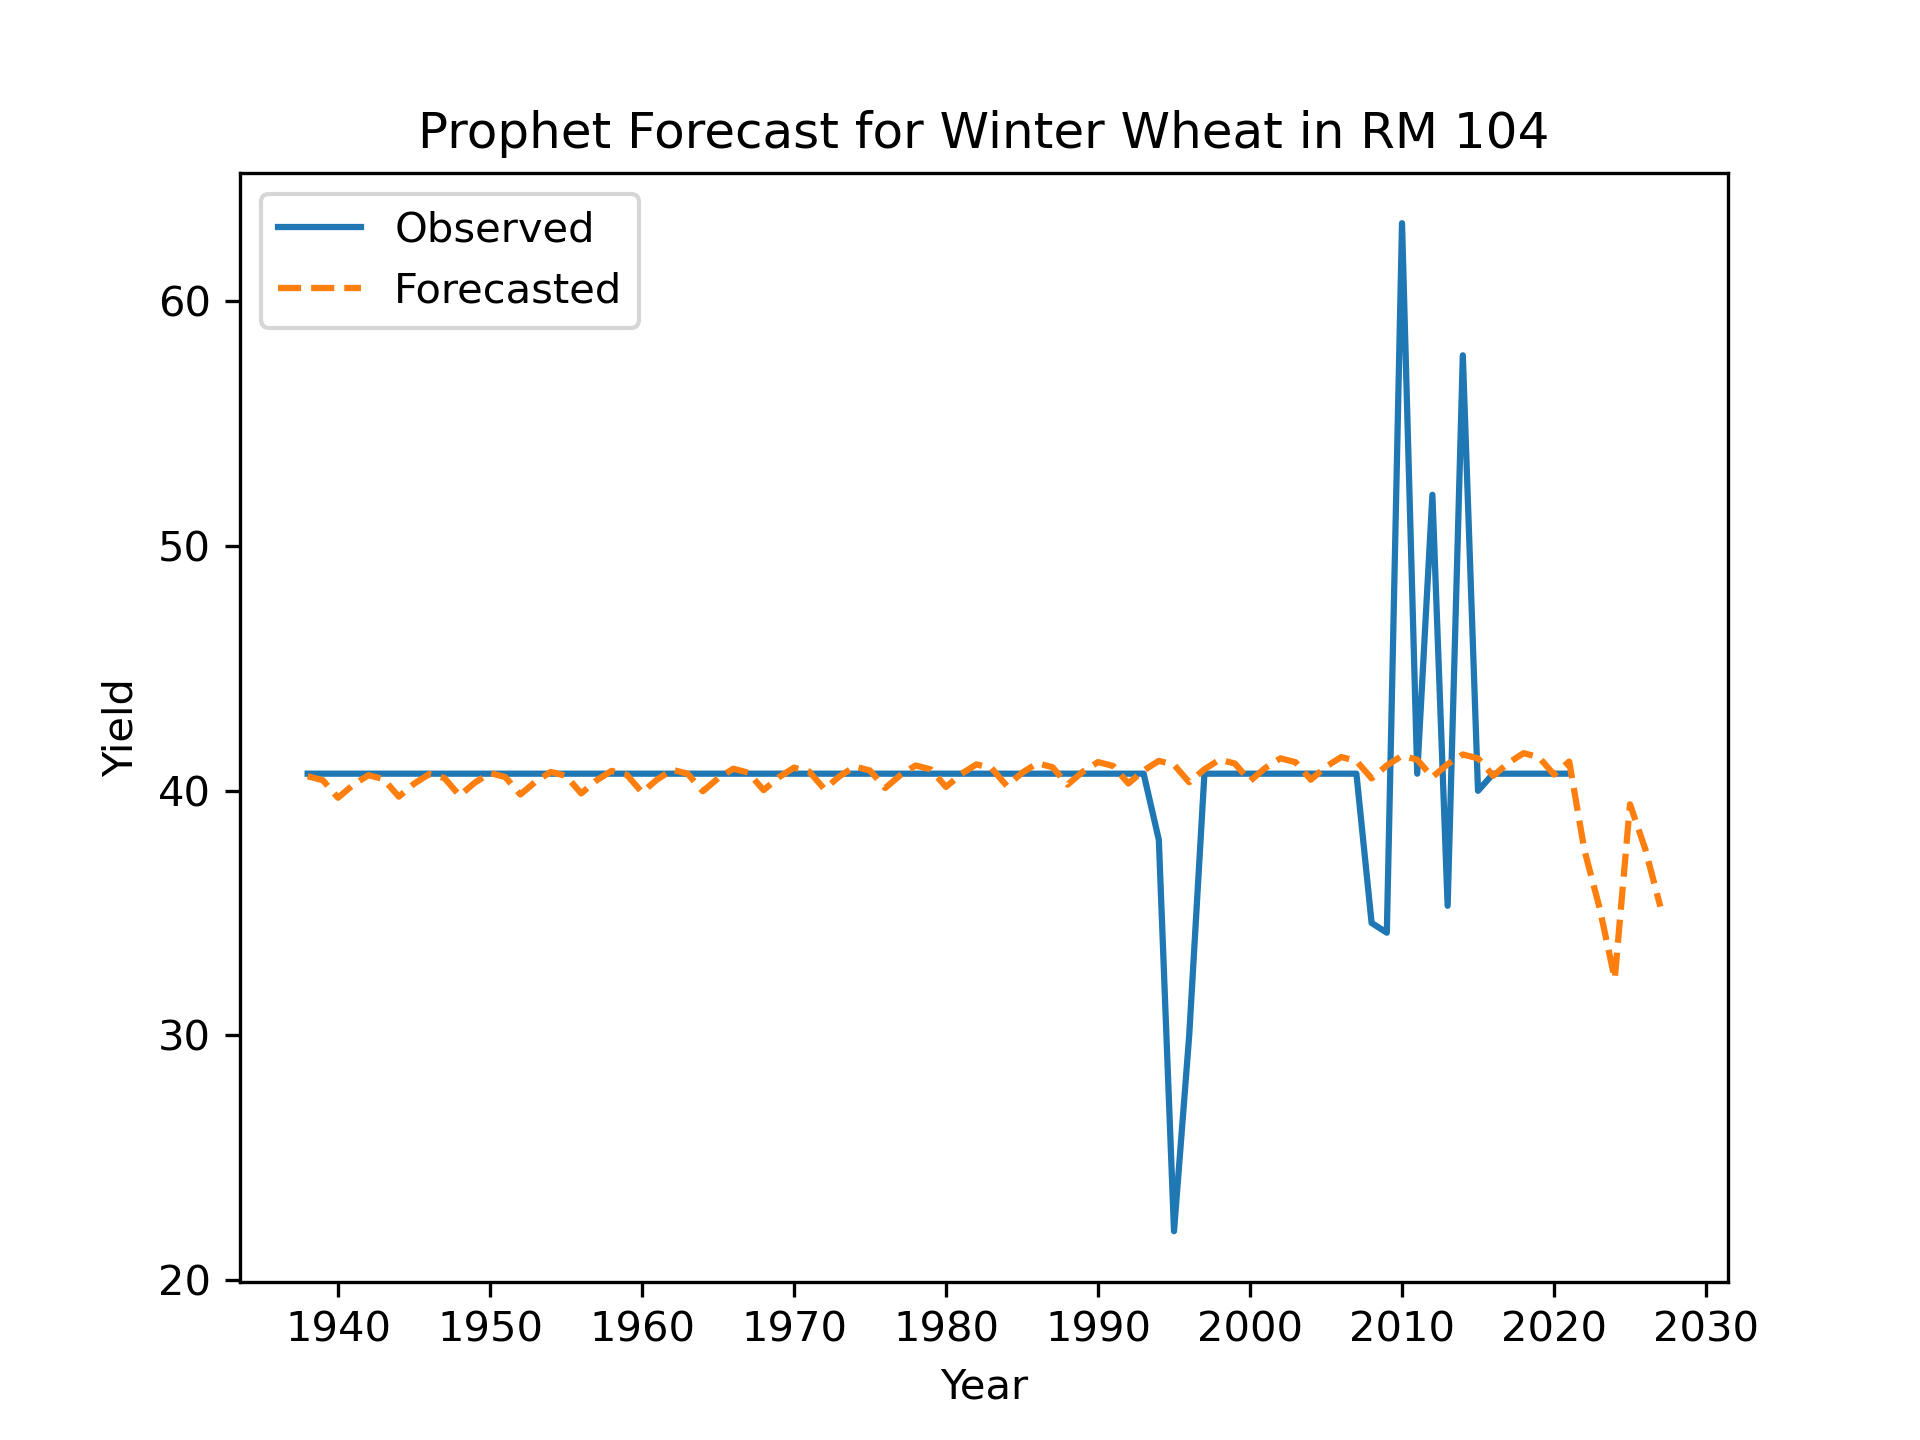 Prophet Forecast for Winter Wheat in RM 104
Observed
Forecasted
60
50
40
30
20
Yield
1940 1950 1960 1970 1980 1990 2000 2010 2020 2030
Year